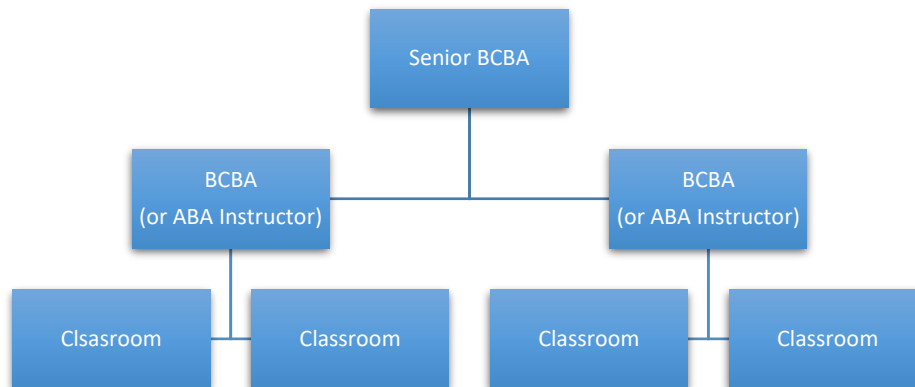 Senior BCBA
BCBA
(or ABA Instructor)
BCBA
(or ABA Instructor)
Clsasroom
Classroom
Classroom
Classroom